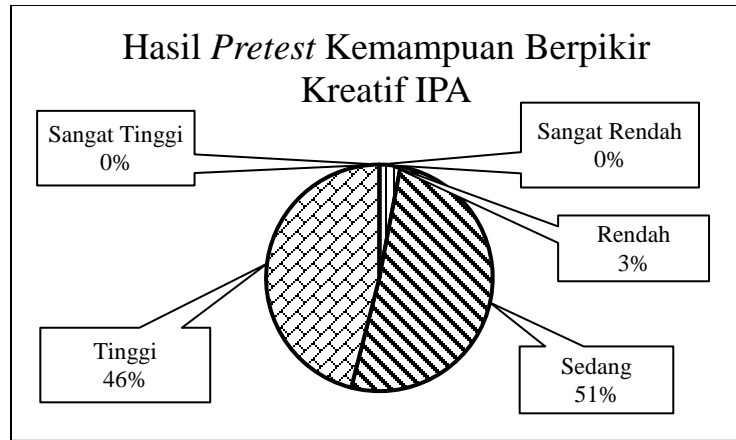 Hasil Pretest Kemampuan Berpikir
Kreatif IPA
Sangat Tinggi
0%
Sangat Rendah
0%
Rendah
3%
Tinggi
46%
Sedang
51%